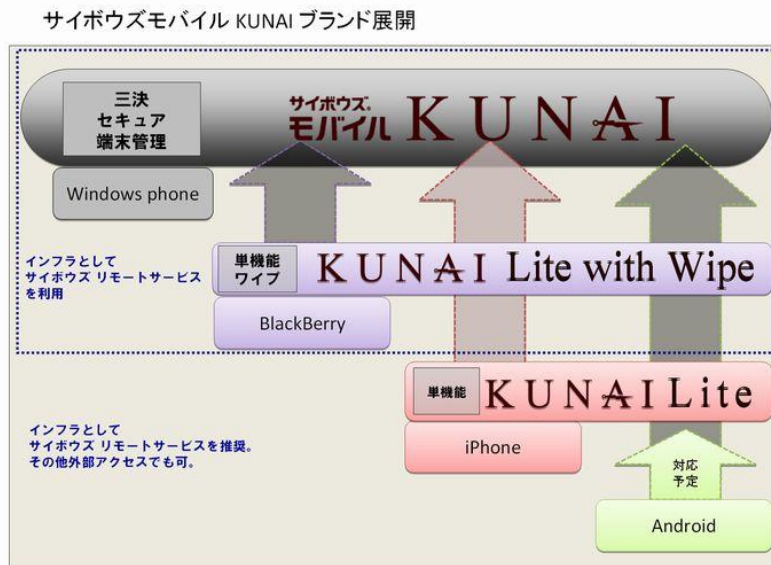 サイボウズモバイル KUNAI ブランド展開
三決
セキュア
端末管理
サイボウズ®
モバイル KUNAI
Windows phone
インフラとして
サイボウズ リモートサービス
を利用
単機能
ワイプ
KUNAI Lite with Wipe
BlackBerry
単機能
KUNAI Lite
インフラとして
サイボウズ リモートサービスを推奨。
その他外部アクセスでも可。
iPhone
対応
予定
Android